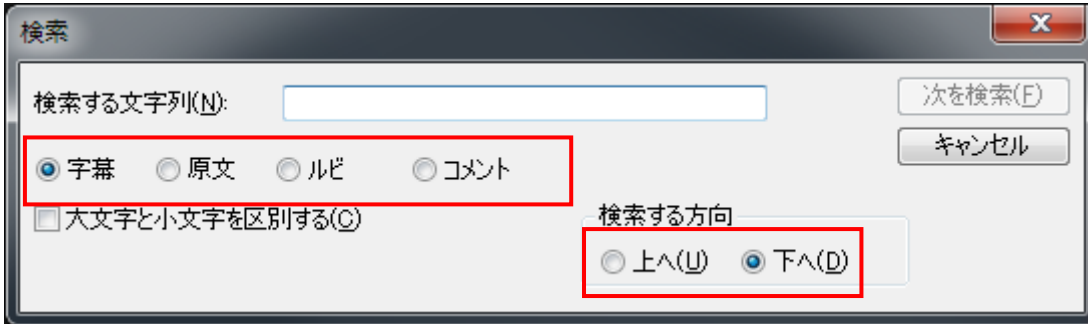 検索
検索する文字列(N):
次を検索(F)
キャンセル
字幕 原文 ルビ コメント
大文字と小文字を区別する(C)
検索する方向
上へ(U) 下へ(D)